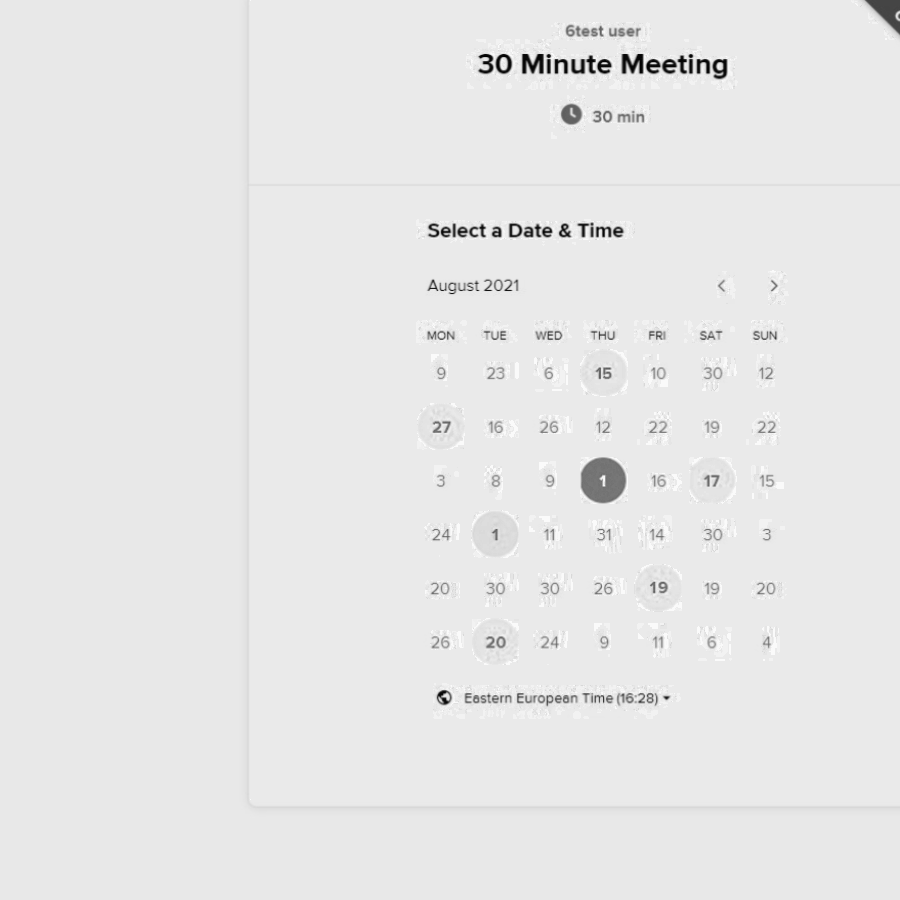 6test user
30 Minute Meeting
30 min
Select a Date & Time
August 2021
MON TUE WED THU FRI SAT SUN
9 23 6 15 10 30 12
27 16 26 12 22 19 22
3 8 9 1 16 17 15
24 1 11 31 14 30 3
20 30 30 26 19 19 20
26 20 24 9 11 6 4
Eastern European Time (16:28)